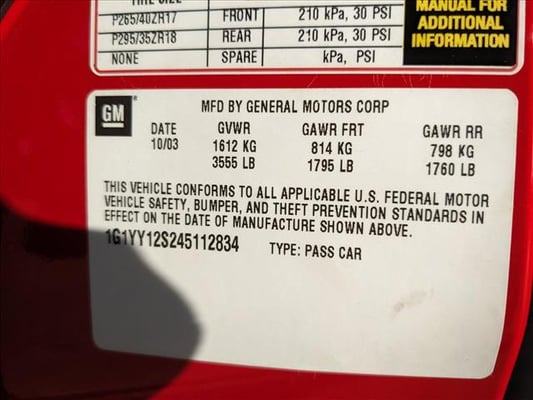 TIRE SIZE
P265/40ZR17 FRONT 210 kPa, 30 PSI
P295/35ZR18 REAR 210 kPa, 30 PSI
NONE SPARE kPa, PSI
MANUAL FOR
ADDITIONAL
INFORMATION
GM
MFD BY GENERAL MOTORS CORP
DATE GVWR GAWR FRT GAWR RR
10/03 1612 KG 814 KG 798 KG
3555 LB 1795 LB 1760 LB
THIS VEHICLE CONFORMS TO ALL APPLICABLE U.S. FEDERAL MOTOR
VEHICLE SAFETY, BUMPER, AND THEFT PREVENTION STANDARDS IN
EFFECT ON THE DATE OF MANUFACTURE SHOWN ABOVE.
1G1YY12S245112834 TYPE: PASS CAR